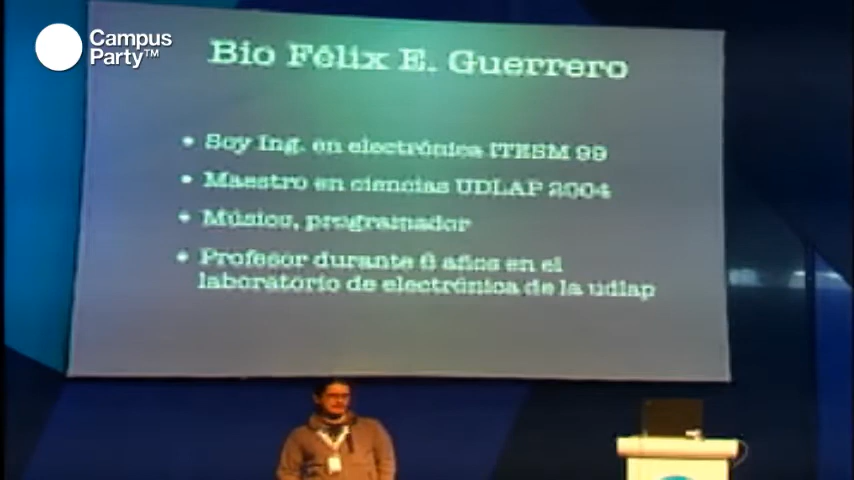 Campus
Party™
Bio Félix E. Guerrero
• Soy Ing. en electrónica ITESM 99
• Maestro en ciencias UDLAP 2004
• Músico, programador
• Profesor durante 6 años en el
laboratorio de electrónica de la udlap